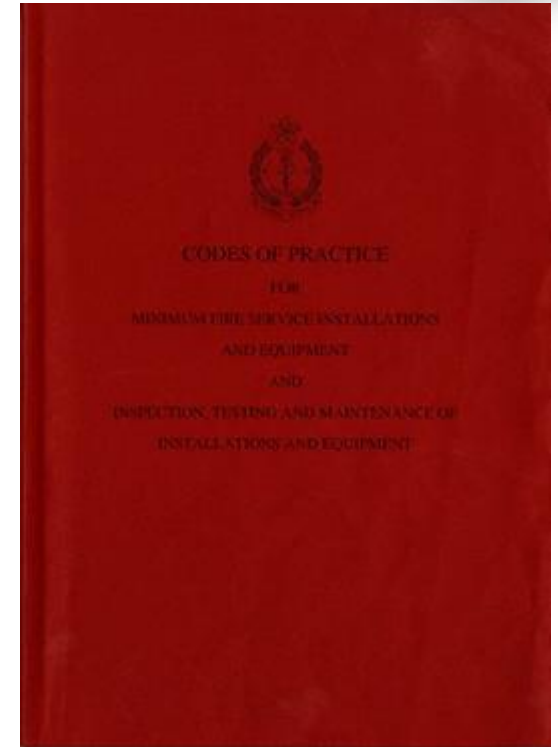 CODES OF PRACTICE
FOR
MINIMUM FIRE SERVICE INSTALLATIONS
AND EQUIPMENT
AND
INSPECTION, TESTING AND MAINTENANCE OF
INSTALLATIONS AND EQUIPMENT